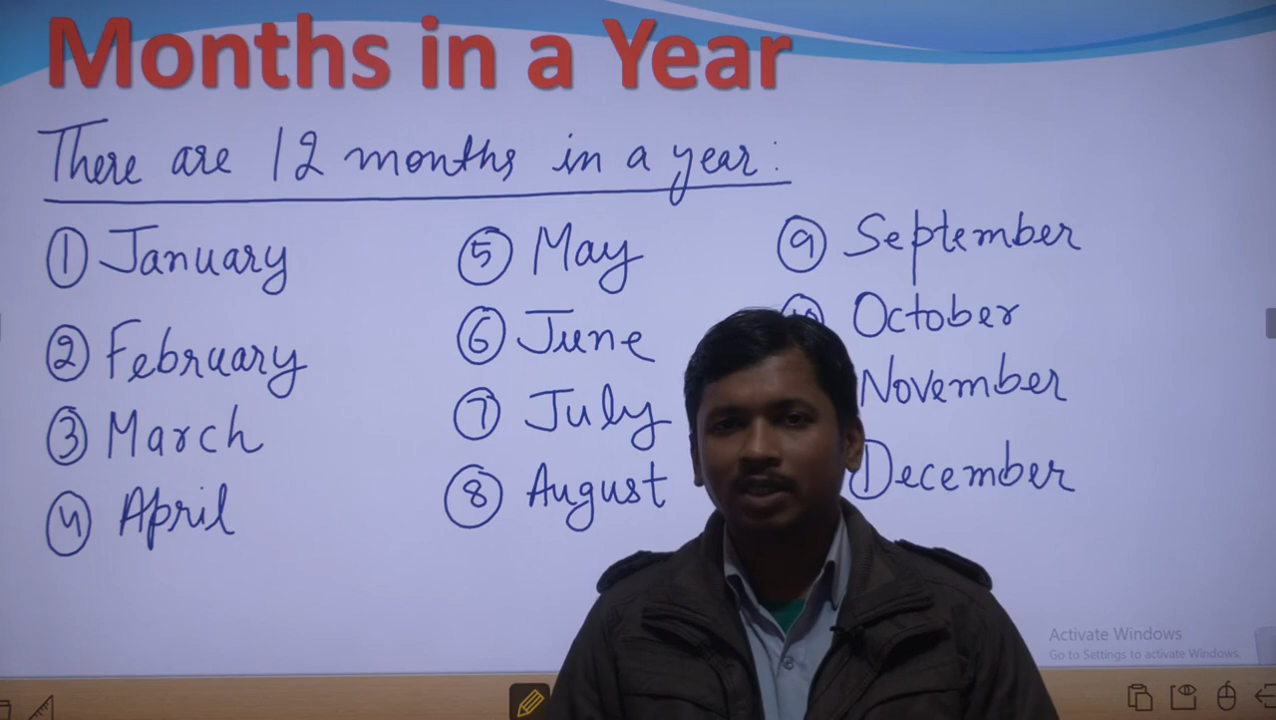 Months in a Year
There are 12 months in a year:
① January
② February
③ March
④ April
⑤ May
⑥ June
⑦ July
⑧ August
⑨ September
⑩ October
November
December
Activate Windows
Go to Settings to activate Windows.